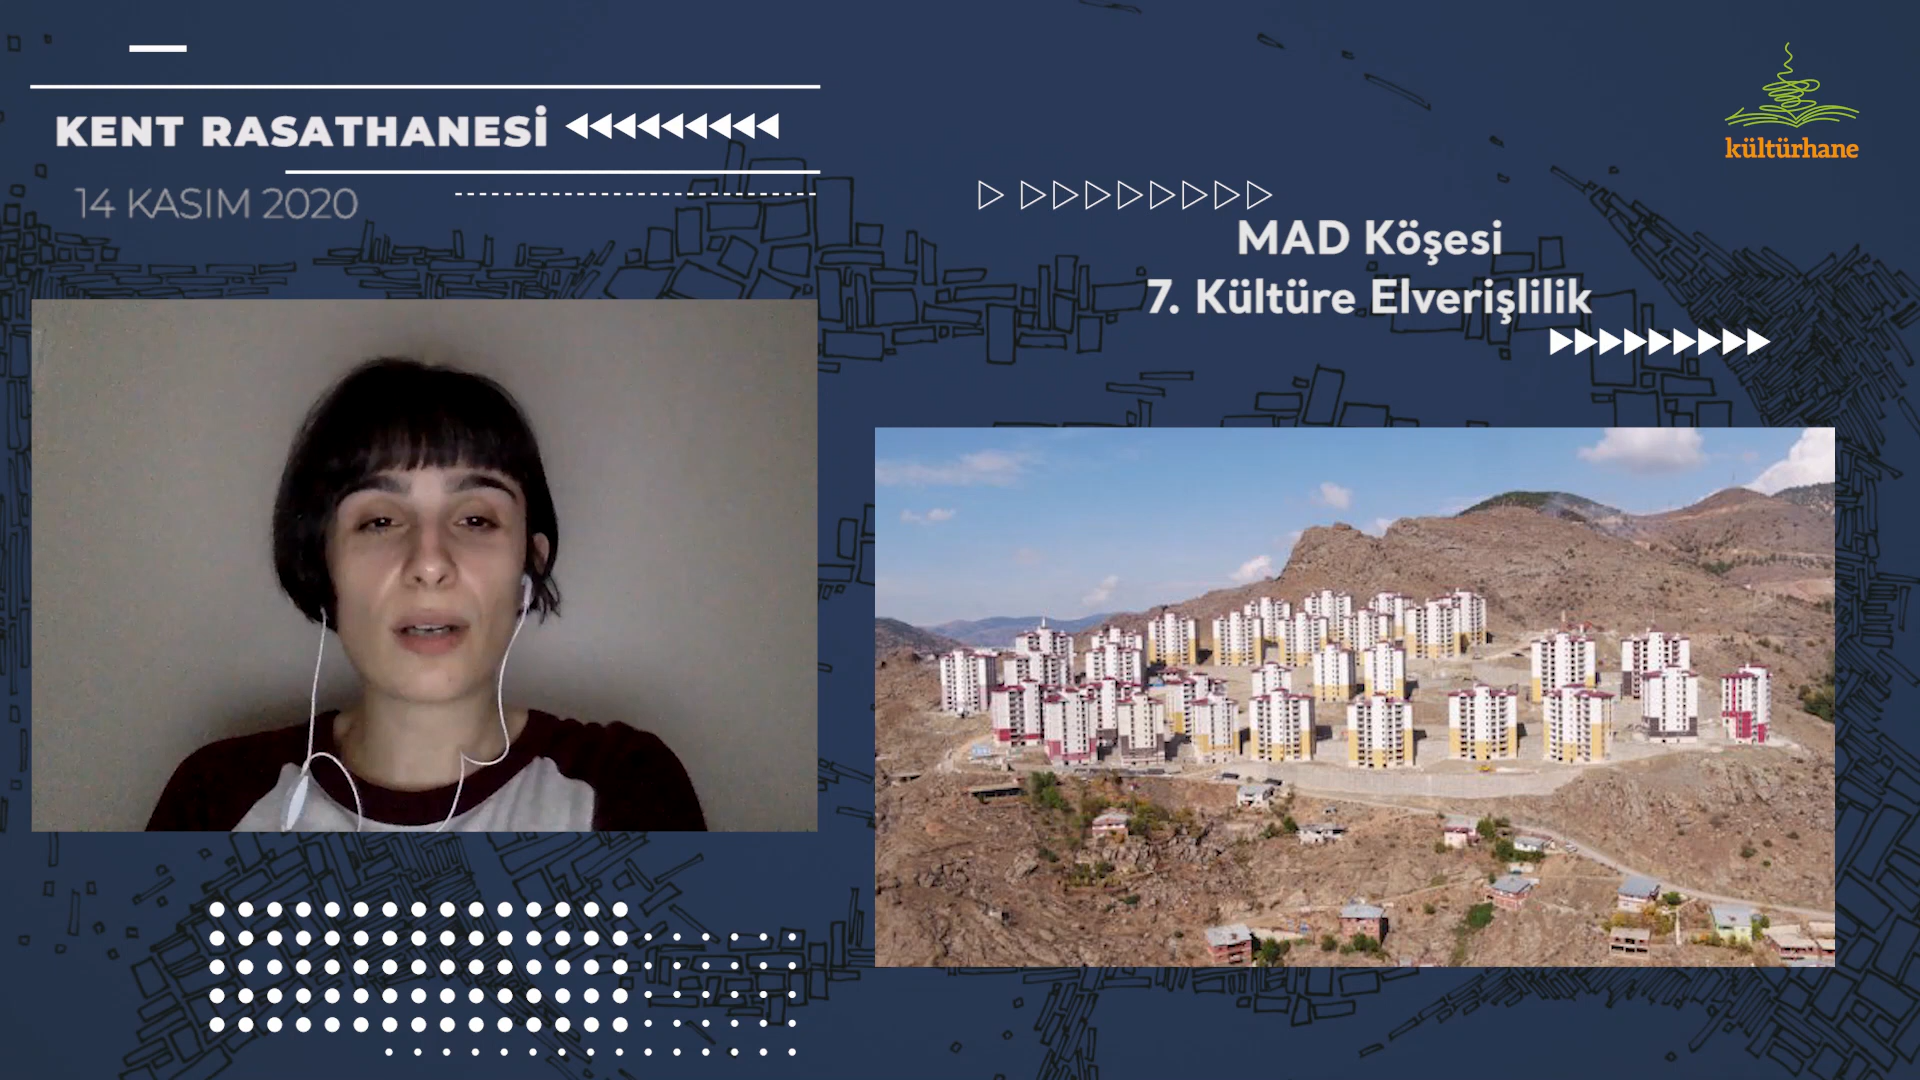 KENT RASATHANESİ
14 KASIM 2020
kültürhane
MAD Köşesi
7. Kültüre Elverişlilik